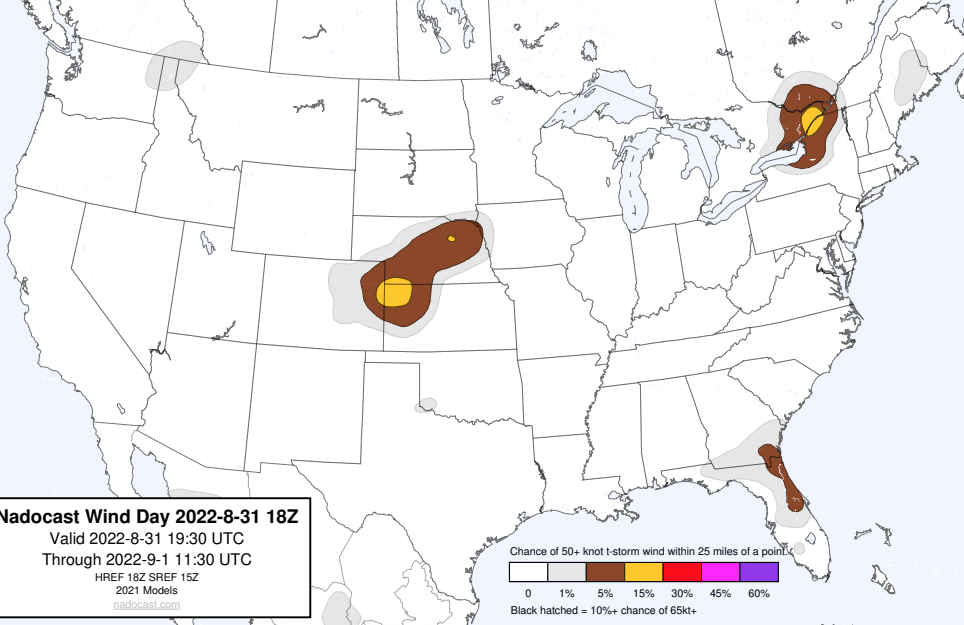 Nadocast Wind Day 2022-8-31 18Z
Valid 2022-8-31 19:30 UTC
Through 2022-9-1 11:30 UTC
HREF 18Z SREF 15Z
2021 Models
nadocast.com
Chance of 50+ knot t-storm wind within 25 miles of a point.
0 1% 5% 15% 30% 45% 60%
Black hatched = 10%+ chance of 65kt+